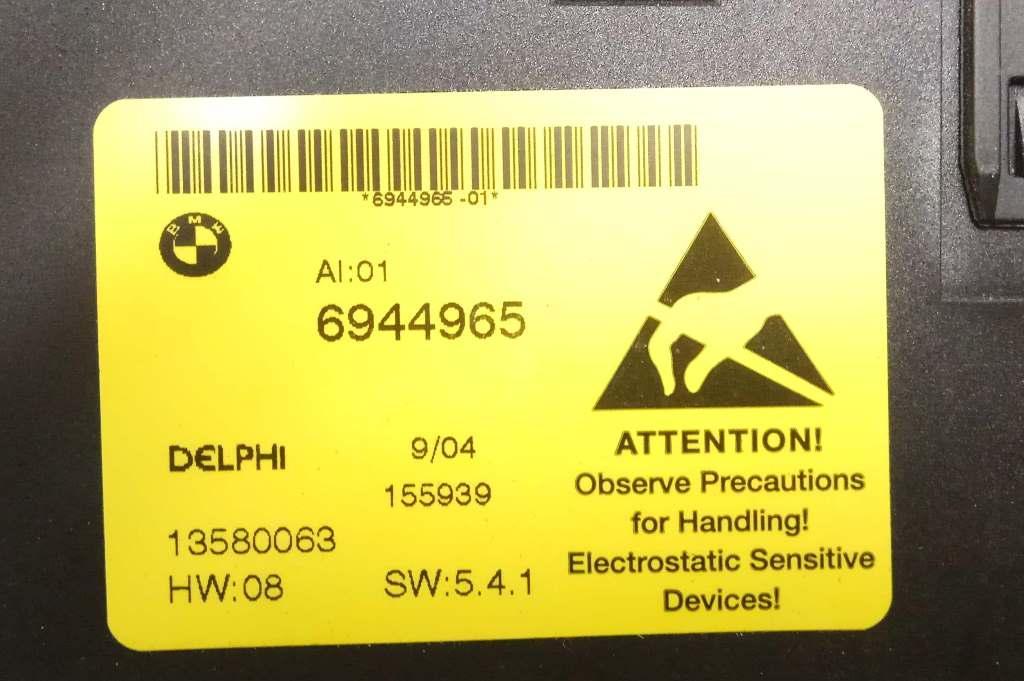 *6944965 -01*
BMW
AI:01
6944965
DELPHI
9/04
155939
13580063
HW:08
SW:5.4.1
ATTENTION!
Observe Precautions
for Handling!
Electrostatic Sensitive
Devices!